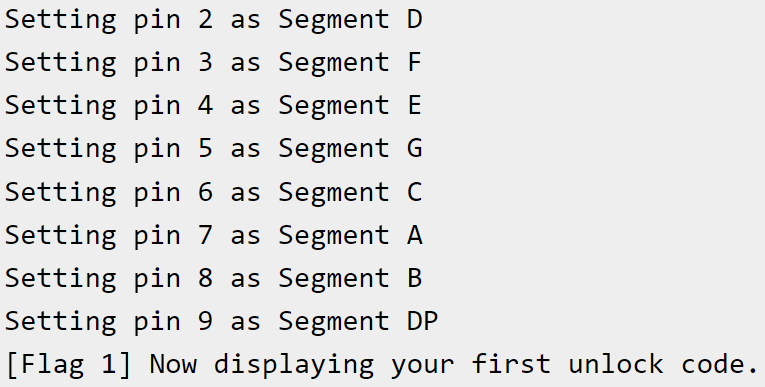 Setting pin 2 as Segment D
Setting pin 3 as Segment F
Setting pin 4 as Segment E
Setting pin 5 as Segment G
Setting pin 6 as Segment C
Setting pin 7 as Segment A
Setting pin 8 as Segment B
Setting pin 9 as Segment DP
[Flag 1] Now displaying your first unlock code.